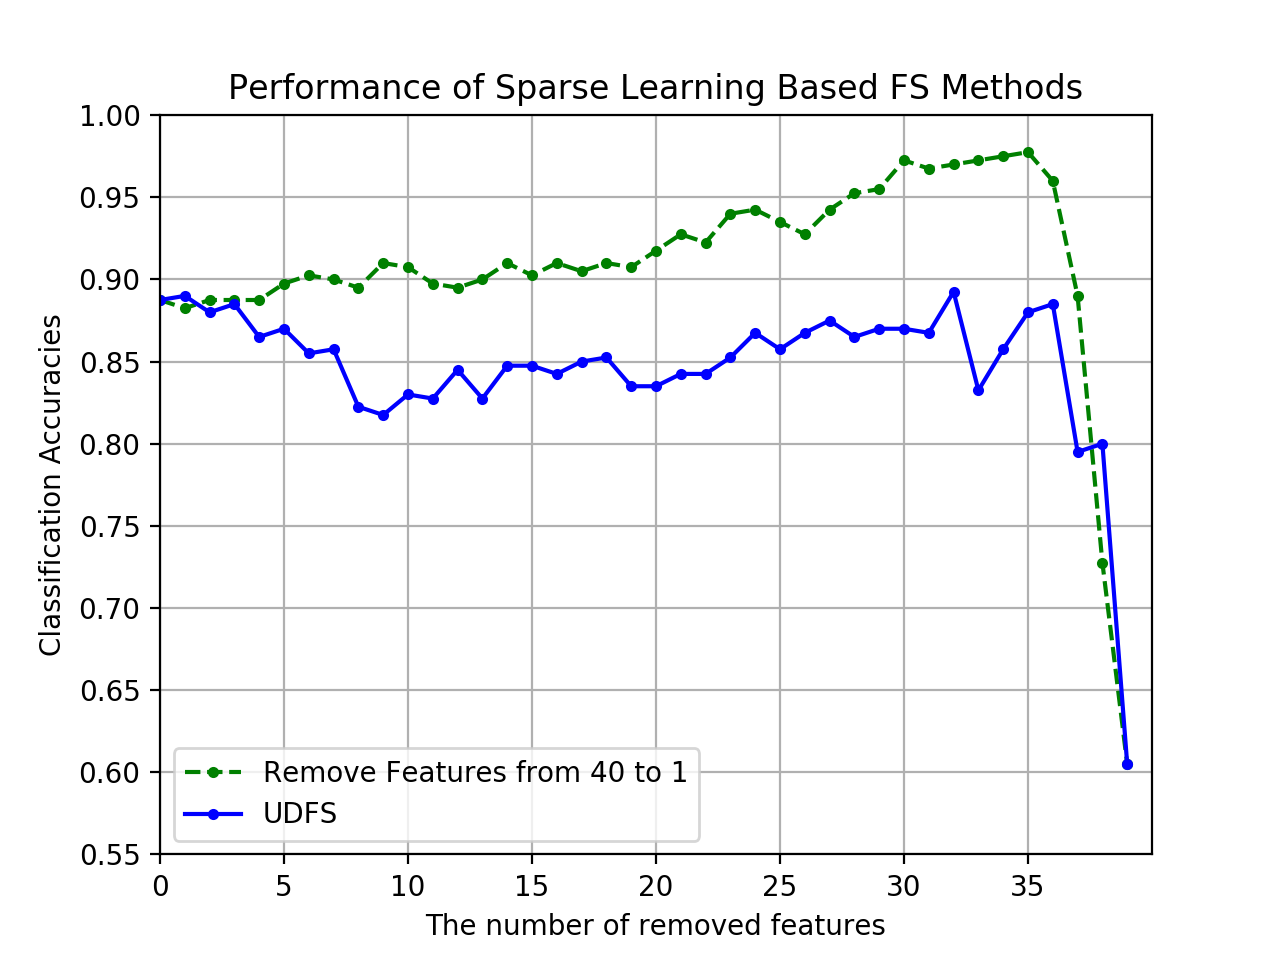 Performance of Sparse Learning Based FS Methods
1.00
0.95
0.90
0.85
0.80
0.75
0.70
0.65
0.60
0.55
Classification Accuracies
Remove Features from 40 to 1
UDFS
0 5 10 15 20 25 30 35
The number of removed features